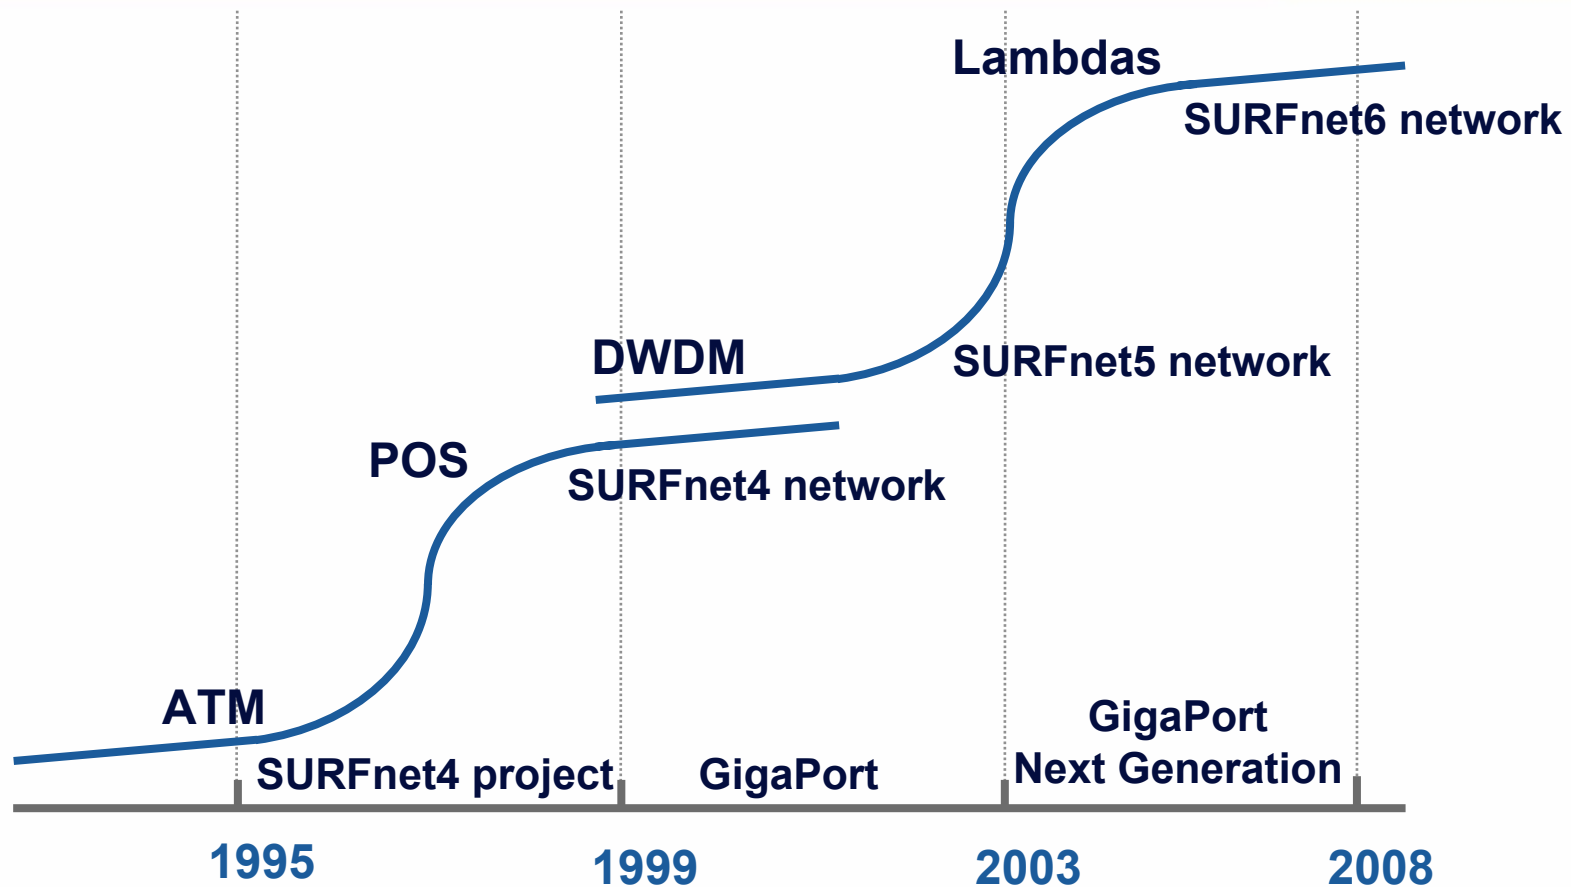 Lambdas
SURFnet6 network
DWDM
SURFnet5 network
POS
SURFnet4 network
ATM
SURFnet4 project
GigaPort
GigaPort
Next Generation
1995
1999
2003
2008